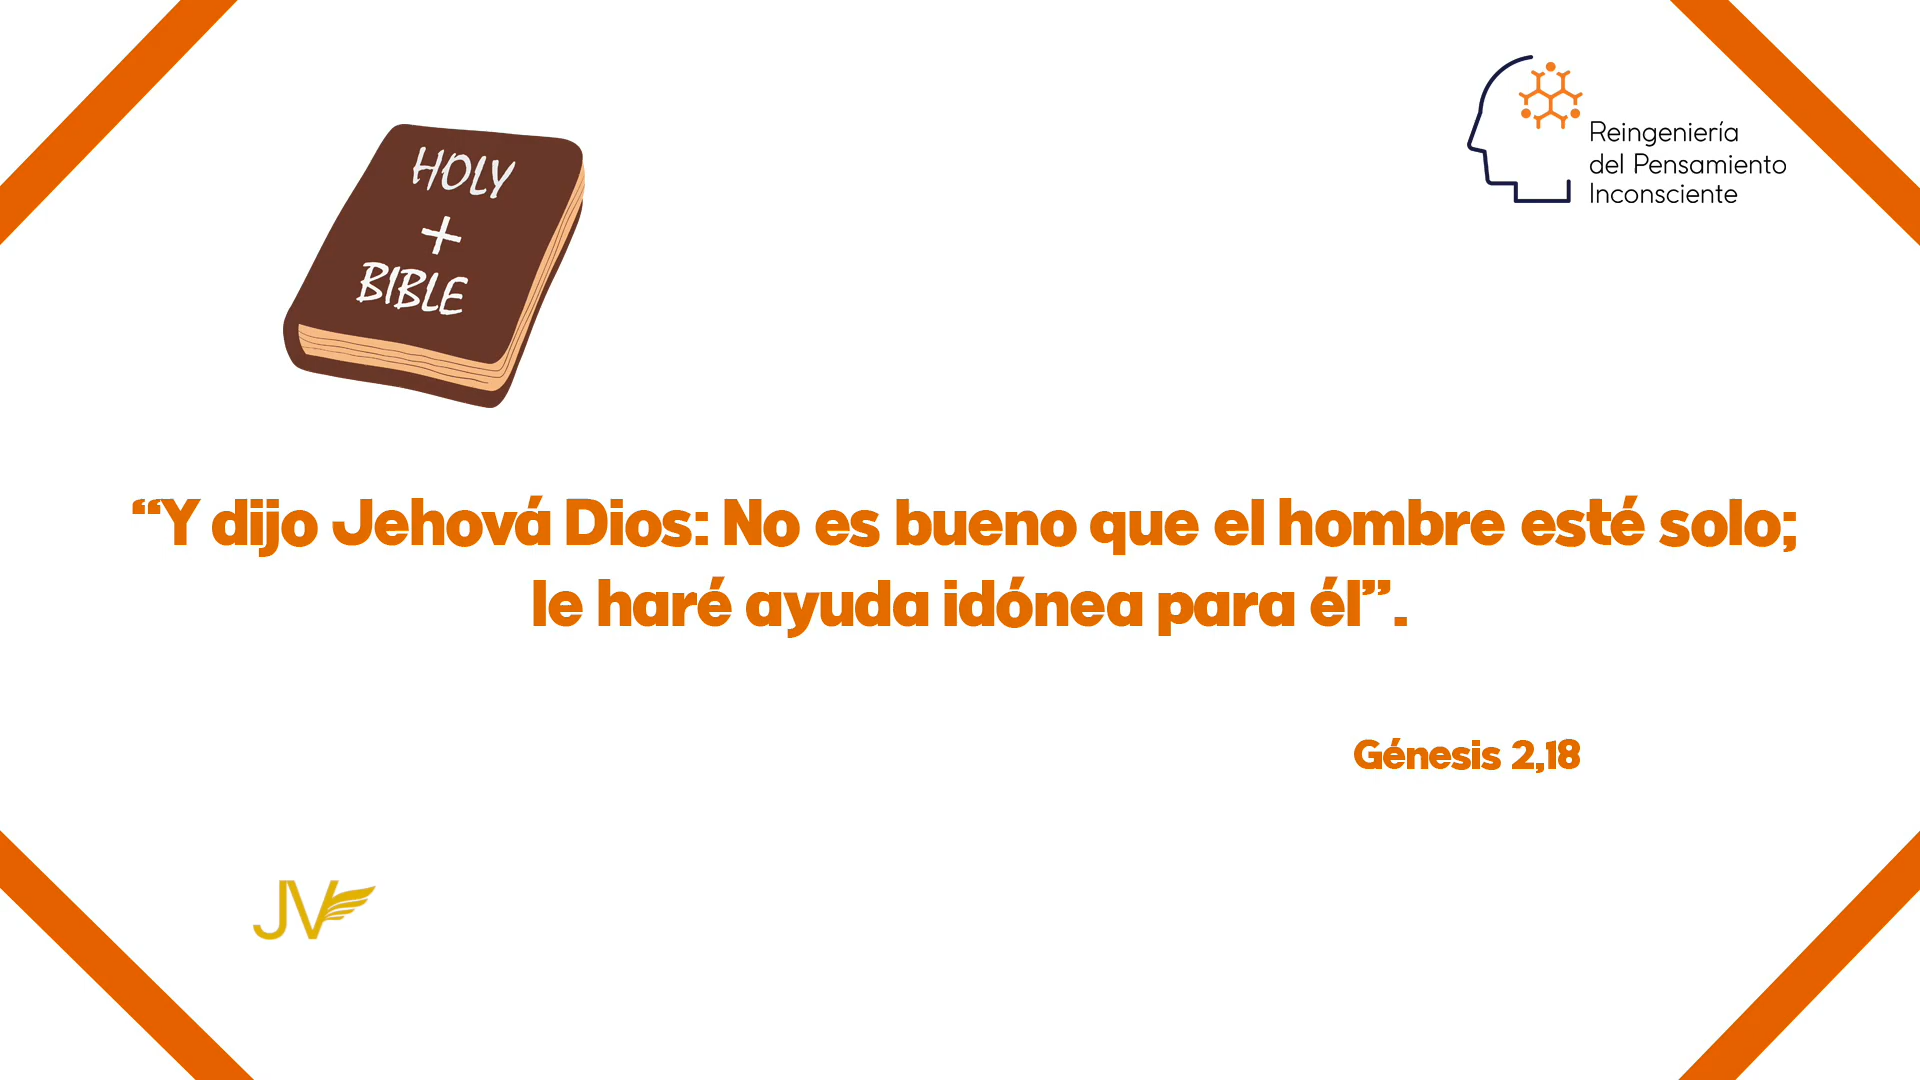 HOLY
BIBLE
Reingeniería
del Pensamiento
Inconsciente
“Y dijo Jehová Dios: No es bueno que el hombre esté solo;
le haré ayuda idónea para él”.
Génesis 2,18
JV